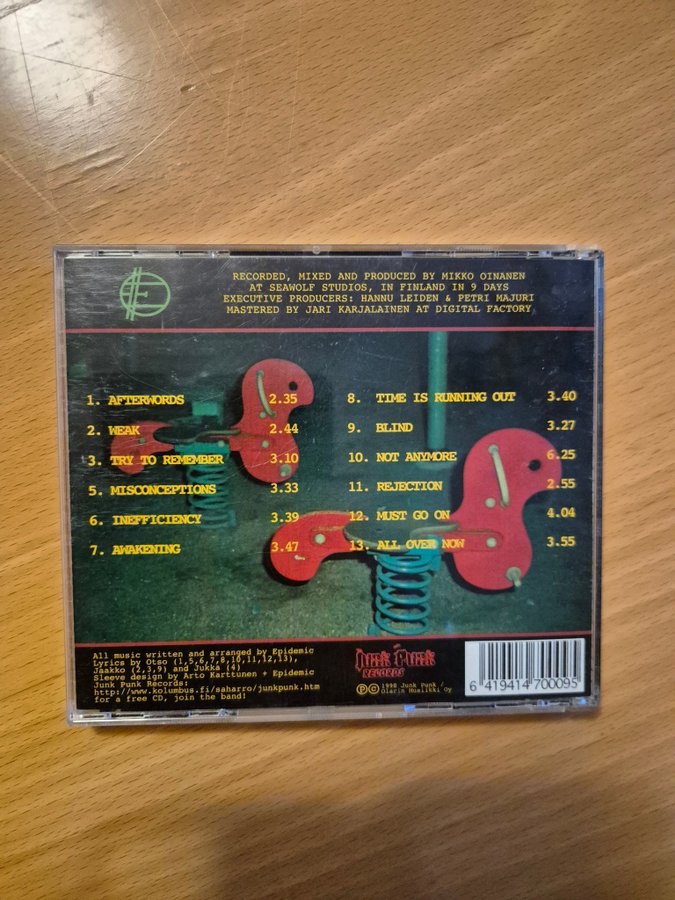 E
RECORDED, MIXED AND PRODUCED BY MIKKO OINANEN
AT SEAWOLF STUDIOS, IN FINLAND IN 9 DAYS
EXECUTIVE PRODUCERS: HANNU LEIDEN & PETRI MAJURI
MASTERED BY JARI KARJALAINEN AT DIGITAL FACTORY
1. AFTERWORDS 2.35
2. WEAK 2.44
3. TRY TO REMEMBER 3.10
5. MISCONCEPTIONS 3.33
6. INEFFICIENCY 3.39
7. AWAKENING 3.47
8. TIME IS RUNNING OUT 3.40
9. BLIND 3.27
10. NOT ANYMORE 6.25
11. REJECTION 2.55
12. MUST GO ON 4.04
13. ALL OVER NOW 3.55
All music written and arranged by Epidemic
Lyrics by Otso (1,5,6,7,8,10,11,12,13),
Jaakko (2,3,9) and Jukka (4)
Sleeve design by Arto Karttunen + Epidemic
Junk Punk Records:
http://www.kolumbus.fi/saharro/junkpunk.htm
for a free CD, join the band!
Junk Punk
RECORDS
ⓅⒸ 1998 Junk Punk /
Olarin Musiikki Oy
6 419414 700095